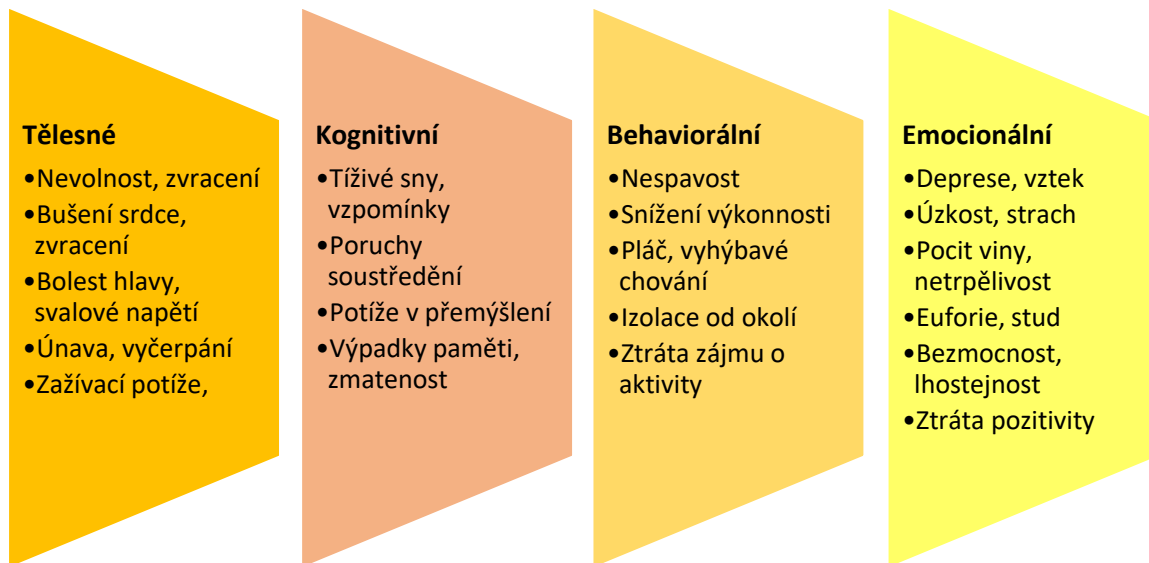 Tělesné
•Nevolnost, zvracení
•Bušení srdce,
zvracení
•Bolest hlavy,
svalové napětí
•Únava, vyčerpání
•Zažívací potíže,
Kognitivní
•Tíživé sny,
vzpomínky
•Poruchy
soustředění
•Potíže v přemýšlení
•Výpadky paměti,
zmatenost
Behaviorální
•Nespavost
•Snížení výkonnosti
•Pláč, vyhýbavé
chování
•Izolace od okolí
•Ztráta zájmu o
aktivity
Emocionální
•Deprese, vztek
•Úzkost, strach
•Pocit viny,
netrpělivost
•Euforie, stud
•Bezmocnost,
lhostejnost
•Ztráta pozitivity